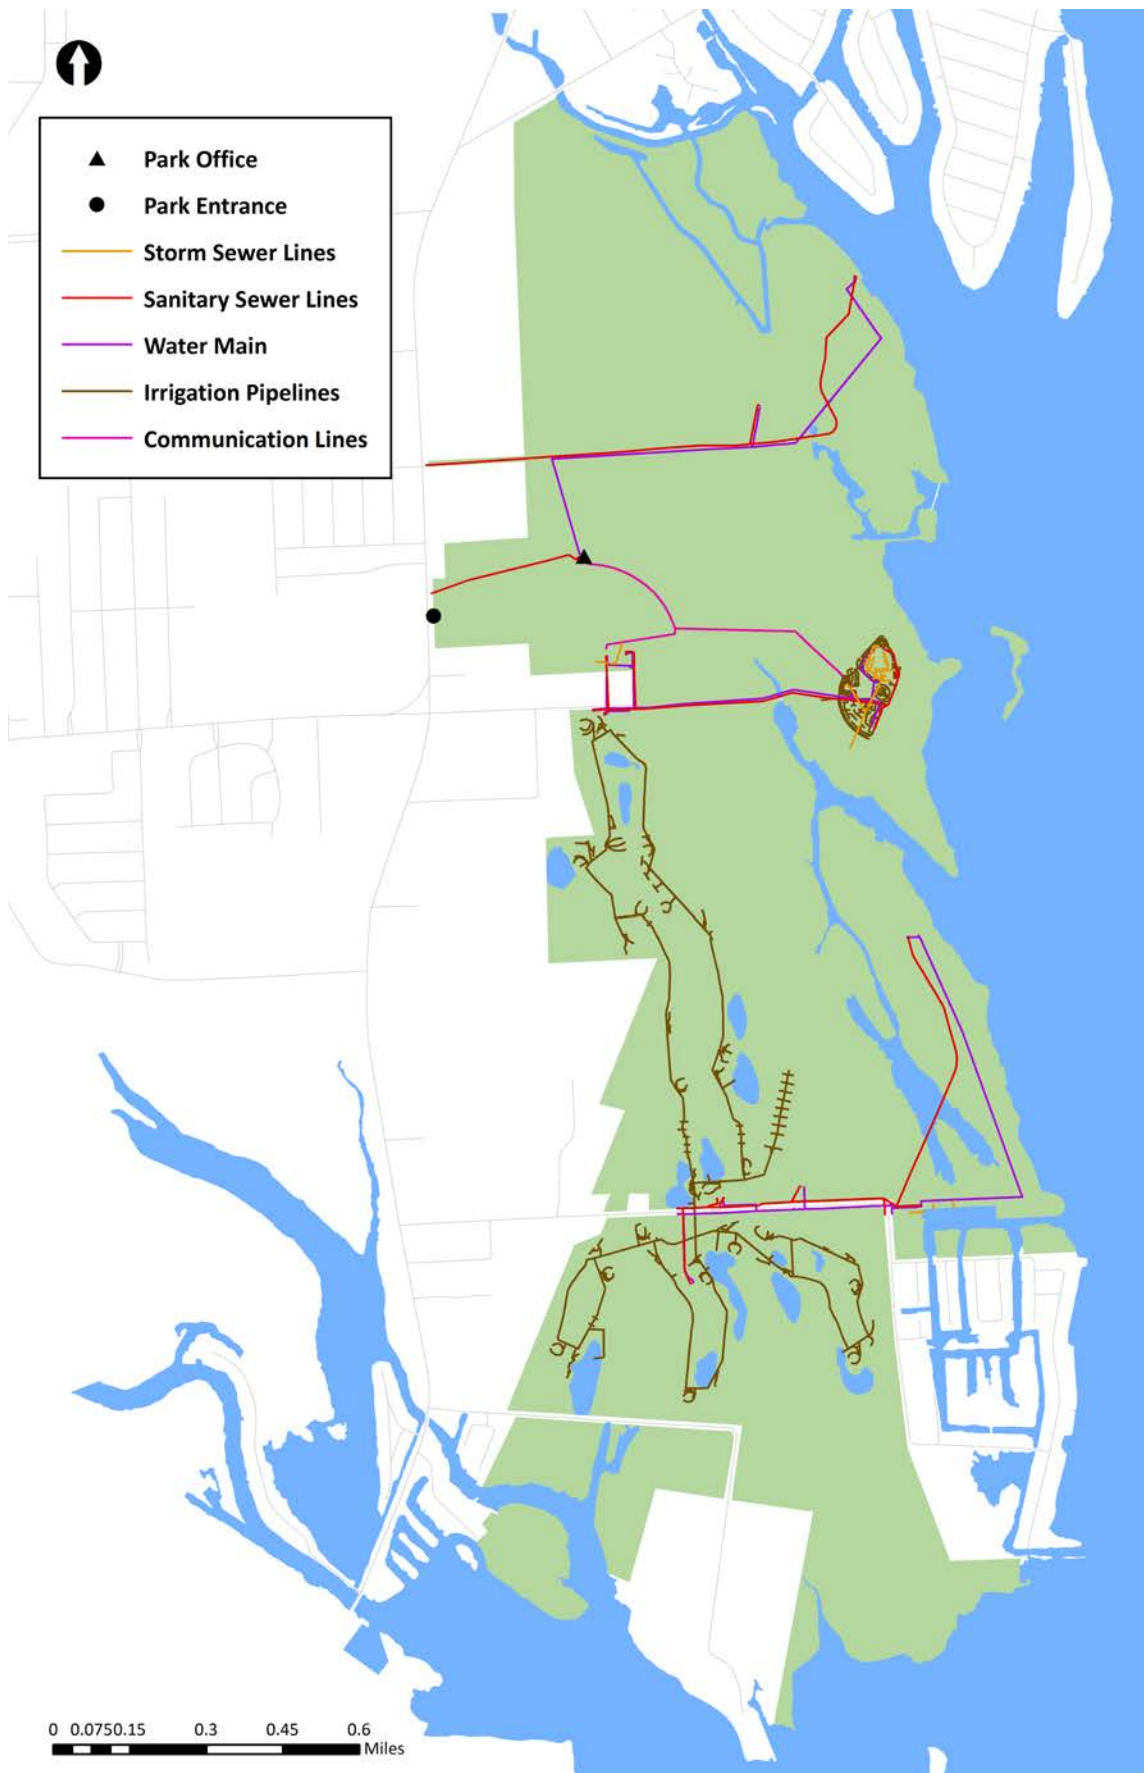 Park Office
Park Entrance
Storm Sewer Lines
Sanitary Sewer Lines
Water Main
Irrigation Pipelines
Communication Lines
0 0.0750.15 0.3 0.45 0.6
Miles